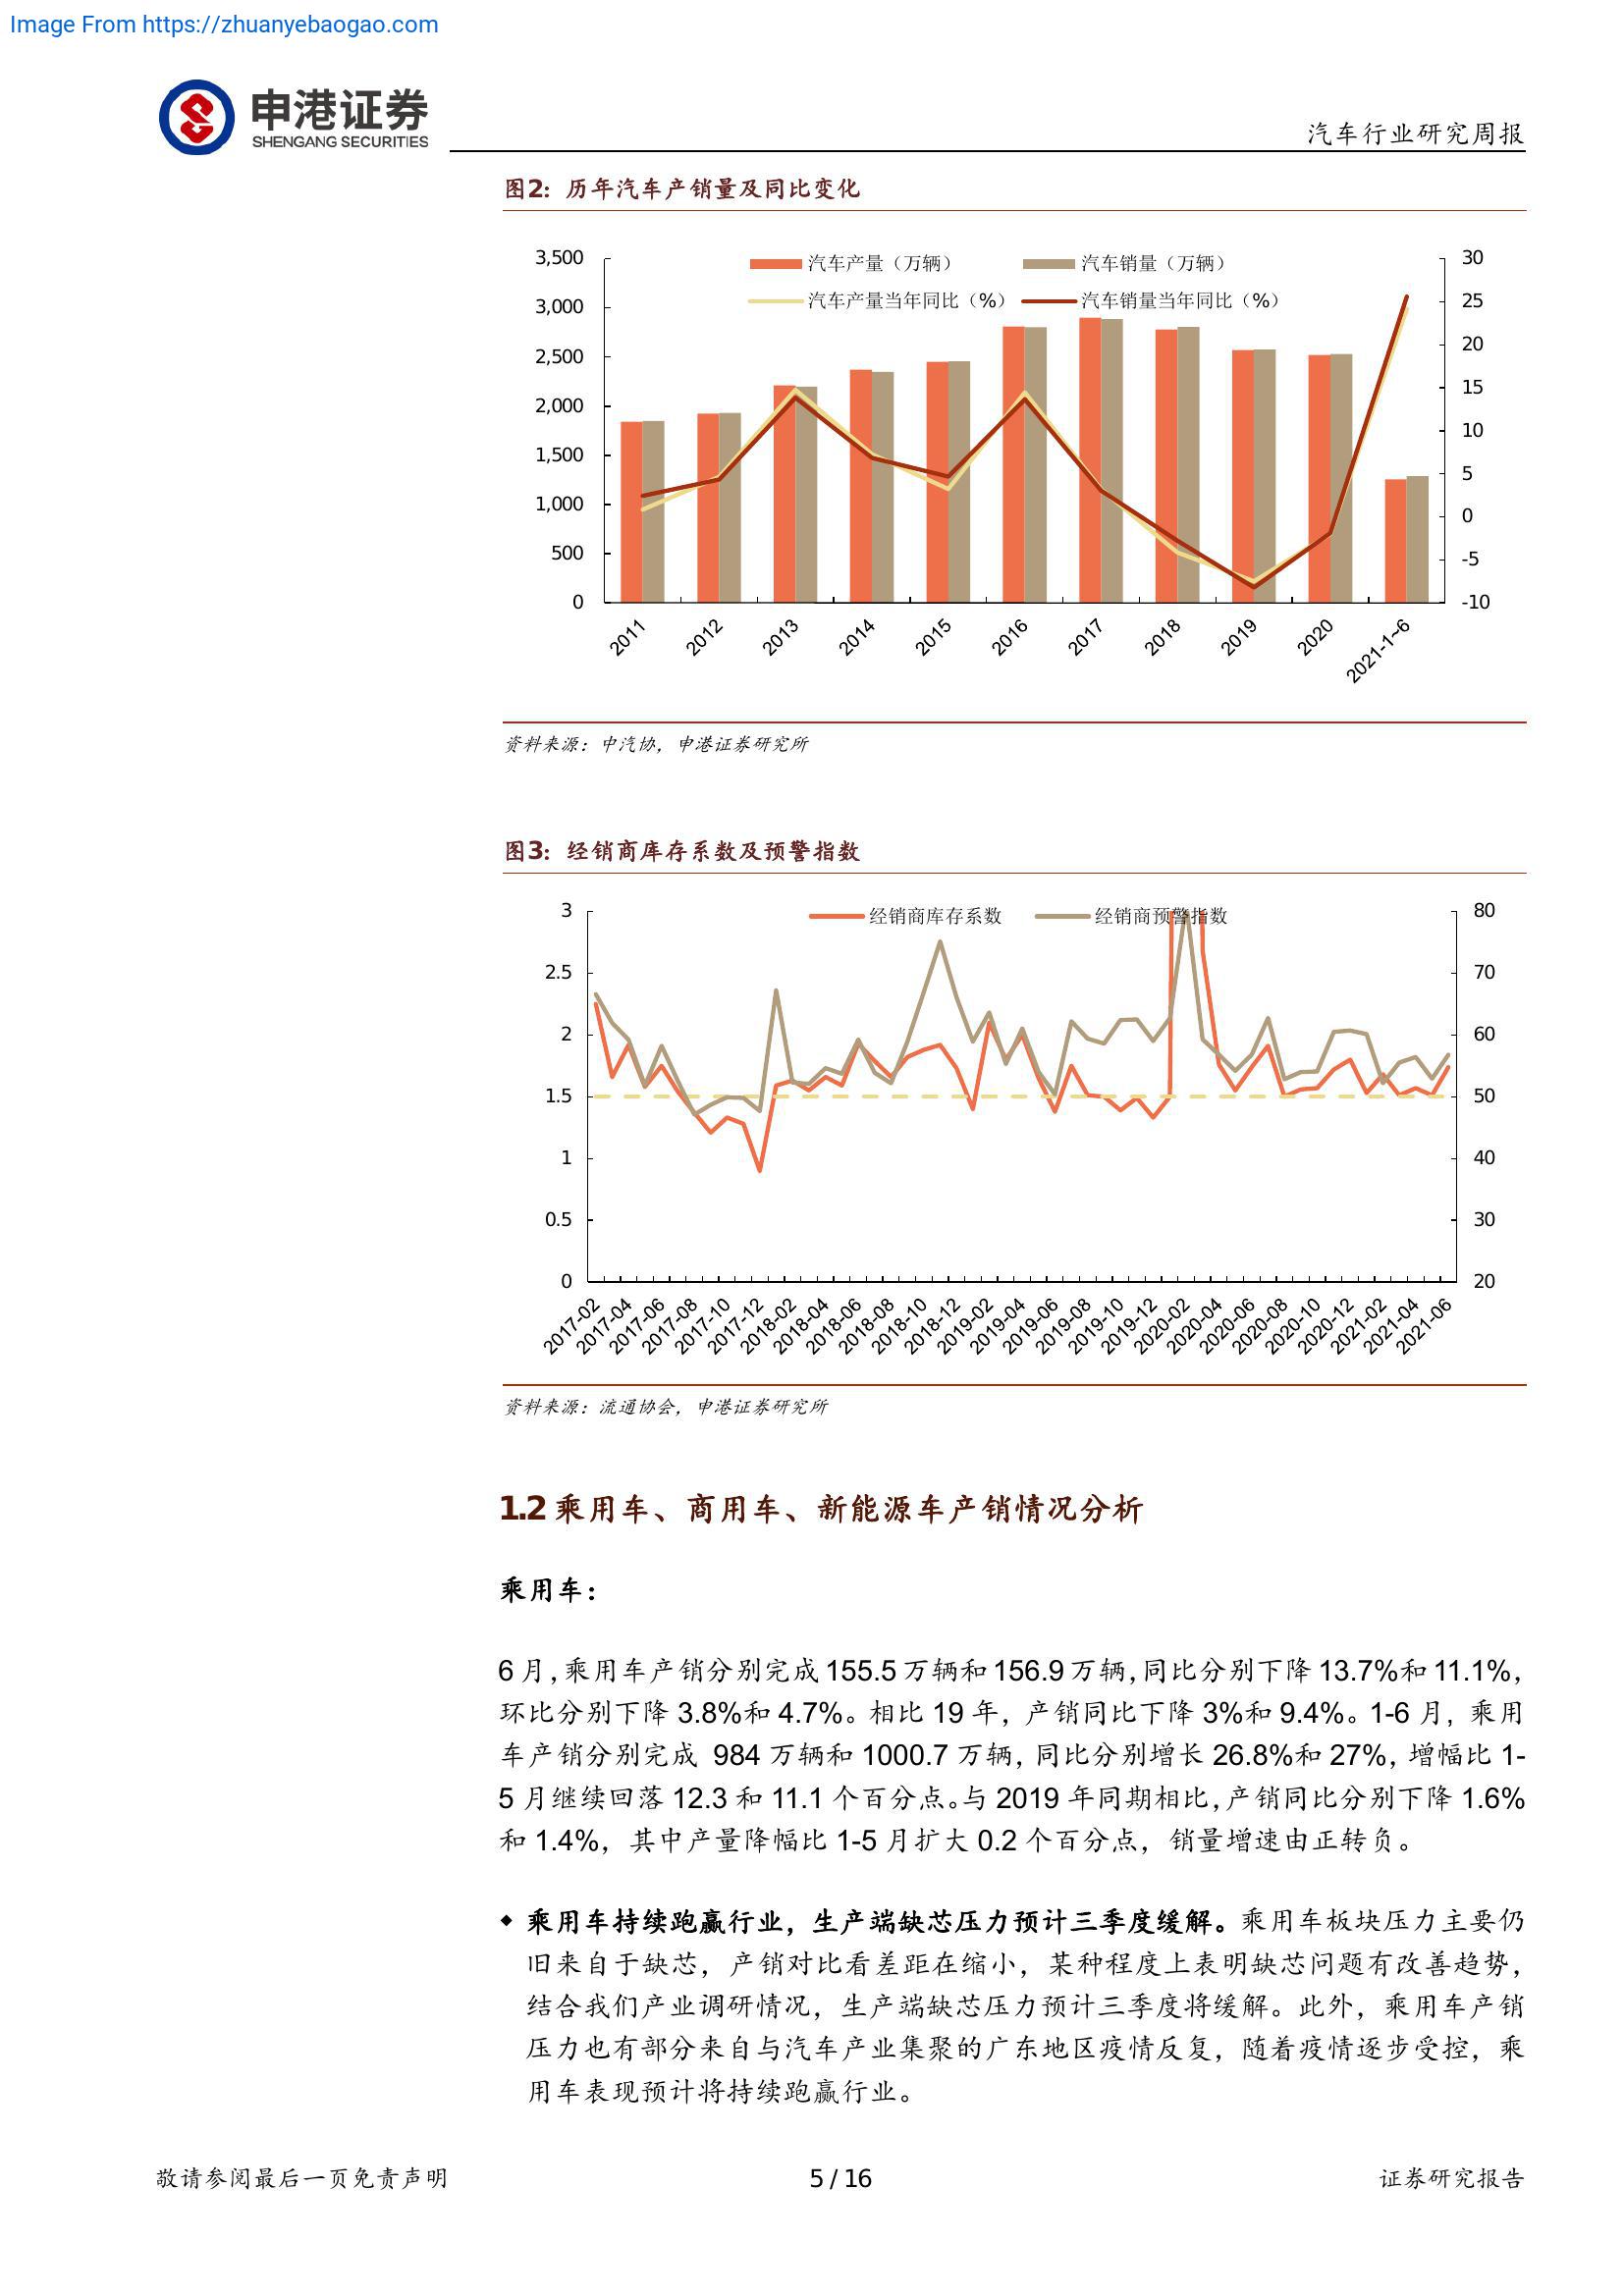 Image From https://zhuanyebaogao.com
申港证券
SHENGANG SECURITIES
汽车行业研究周报
图2：历年汽车产销量及同比变化
汽车产量（万辆） 汽车销量（万辆）
汽车产量当年同比（%） 汽车销量当年同比（%）
3,500
3,000
2,500
2,000
1,500
1,000
500
0
30
25
20
15
10
5
0
-5
-10
2011 2012 2013 2014 2015 2016 2017 2018 2019 2020 2021-1~6
资料来源：中汽协，申港证券研究所
图3：经销商库存系数及预警指数
经销商库存系数 经销商预警指数
3
2.5
2
1.5
1
0.5
0
80
70
60
50
40
30
20
2017-02 2017-04 2017-06 2017-08 2017-10 2017-12 2018-02 2018-04 2018-06 2018-08 2018-10 2018-12 2019-02 2019-04 2019-06 2019-08 2019-10 2019-12 2020-02 2020-04 2020-06 2020-08 2020-10 2020-12 2021-02 2021-04 2021-06
资料来源：流通协会，申港证券研究所
1.2 乘用车、商用车、新能源车产销情况分析
乘用车：
6 月，乘用车产销分别完成 155.5 万辆和 156.9 万辆，同比分别下降 13.7%和 11.1%，
环比分别下降 3.8%和 4.7%。相比 19 年，产销同比下降 3%和 9.4%。1-6 月，乘用
车产销分别完成 984 万辆和 1000.7 万辆，同比分别增长 26.8%和 27%，增幅比 1-
5 月继续回落 12.3 和 11.1 个百分点。与 2019 年同期相比，产销同比分别下降 1.6%
和 1.4%，其中产量降幅比 1-5 月扩大 0.2 个百分点，销量增速由正转负。
◆ 乘用车持续跑赢行业，生产端缺芯压力预计三季度缓解。乘用车板块压力主要仍
旧来自于缺芯，产销对比看差距在缩小，某种程度上表明缺芯问题有改善趋势，
结合我们产业调研情况，生产端缺芯压力预计三季度将缓解。此外，乘用车产销
压力也有部分来自与汽车产业集聚的广东地区疫情反复，随着疫情逐步受控，乘
用车表现预计将持续跑赢行业。
敬请参阅最后一页免责声明
5 / 16
证券研究报告